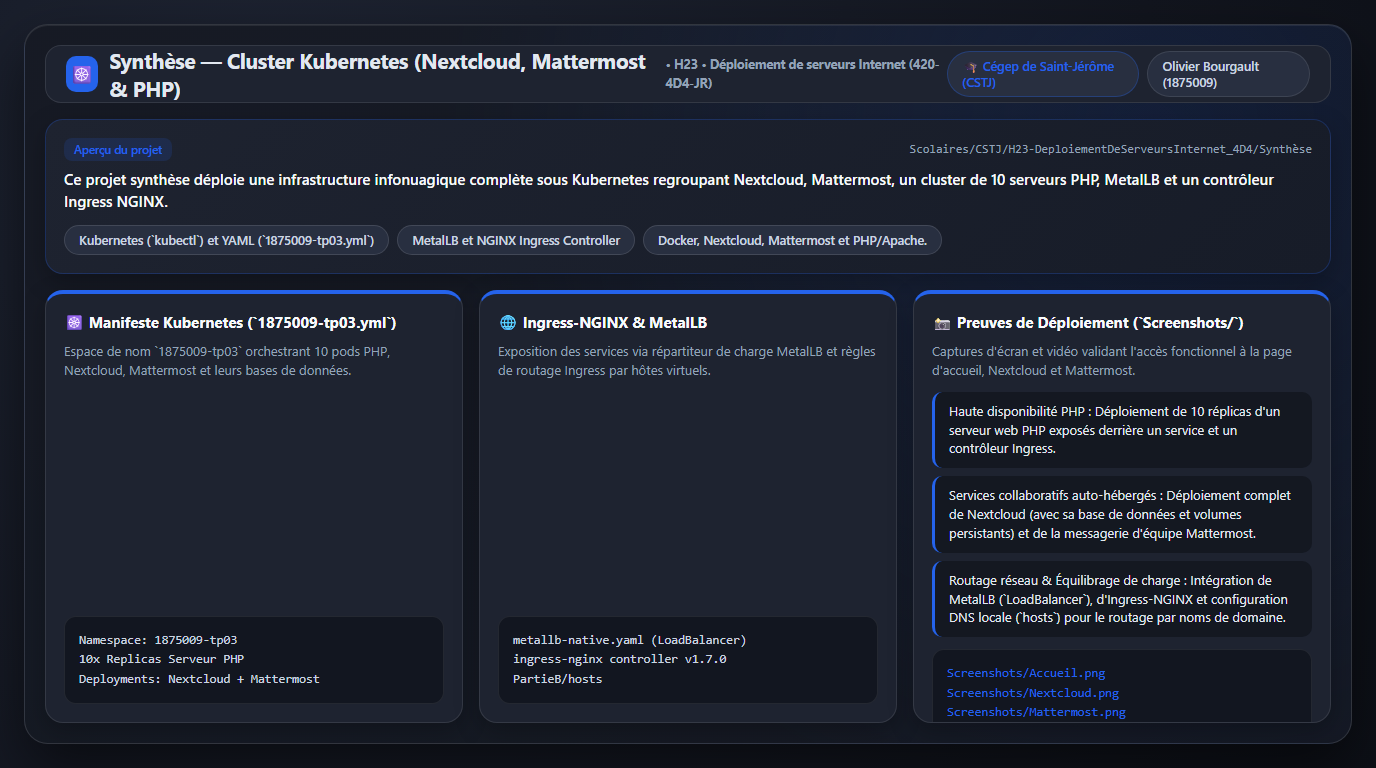 Synthèse — Cluster Kubernetes (Nextcloud, Mattermost
& PHP)
• H23 • Déploiement de serveurs Internet (420-
4D4-JR)
Cégep de Saint-Jérôme
(CSTJ)
Olivier Bourgault
(1875009)
Aperçu du projet
Scolaires/CSTJ/H23-DeploiementDeServeursInternet_4D4/Synthèse
Ce projet synthèse déploie une infrastructure infonuagique complète sous Kubernetes regroupant Nextcloud, Mattermost, un cluster de 10 serveurs PHP, MetalLB et un contrôleur
Ingress NGINX.
Kubernetes (`kubectl`) et YAML (`1875009-tp03.yml`)
MetalLB et NGINX Ingress Controller
Docker, Nextcloud, Mattermost et PHP/Apache.
Manifeste Kubernetes (`1875009-tp03.yml`)
Espace de nom `1875009-tp03` orchestrant 10 pods PHP,
Nextcloud, Mattermost et leurs bases de données.
Namespace: 1875009-tp03
10x Replicas Serveur PHP
Deployments: Nextcloud + Mattermost
Ingress-NGINX & MetalLB
Exposition des services via répartiteur de charge MetalLB et règles
de routage Ingress par hôtes virtuels.
metallb-native.yaml (LoadBalancer)
ingress-nginx controller v1.7.0
PartieB/hosts
Preuves de Déploiement (`Screenshots/`)
Captures d'écran et vidéo validant l'accès fonctionnel à la page
d'accueil, Nextcloud et Mattermost.
Haute disponibilité PHP : Déploiement de 10 réplicas d'un
serveur web PHP exposés derrière un service et un
contrôleur Ingress.
Services collaboratifs auto-hébergés : Déploiement complet
de Nextcloud (avec sa base de données et volumes
persistants) et de la messagerie d'équipe Mattermost.
Routage réseau & Équilibrage de charge : Intégration de
MetalLB (`LoadBalancer`), d'Ingress-NGINX et configuration
DNS locale (`hosts`) pour le routage par noms de domaine.
Screenshots/Accueil.png
Screenshots/Nextcloud.png
Screenshots/Mattermost.png